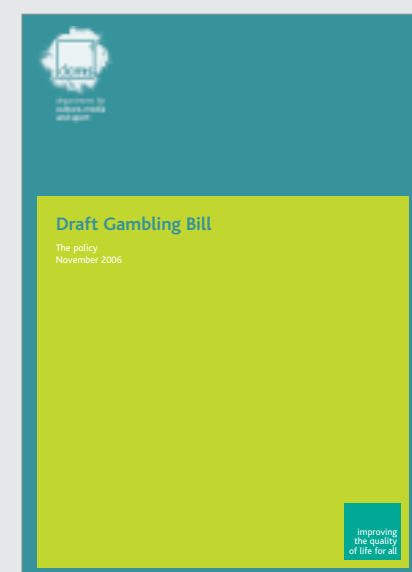 dcms
department for
culture, media
and sport
Draft Gambling Bill
The policy
November 2006
improving
the quality
of life for all